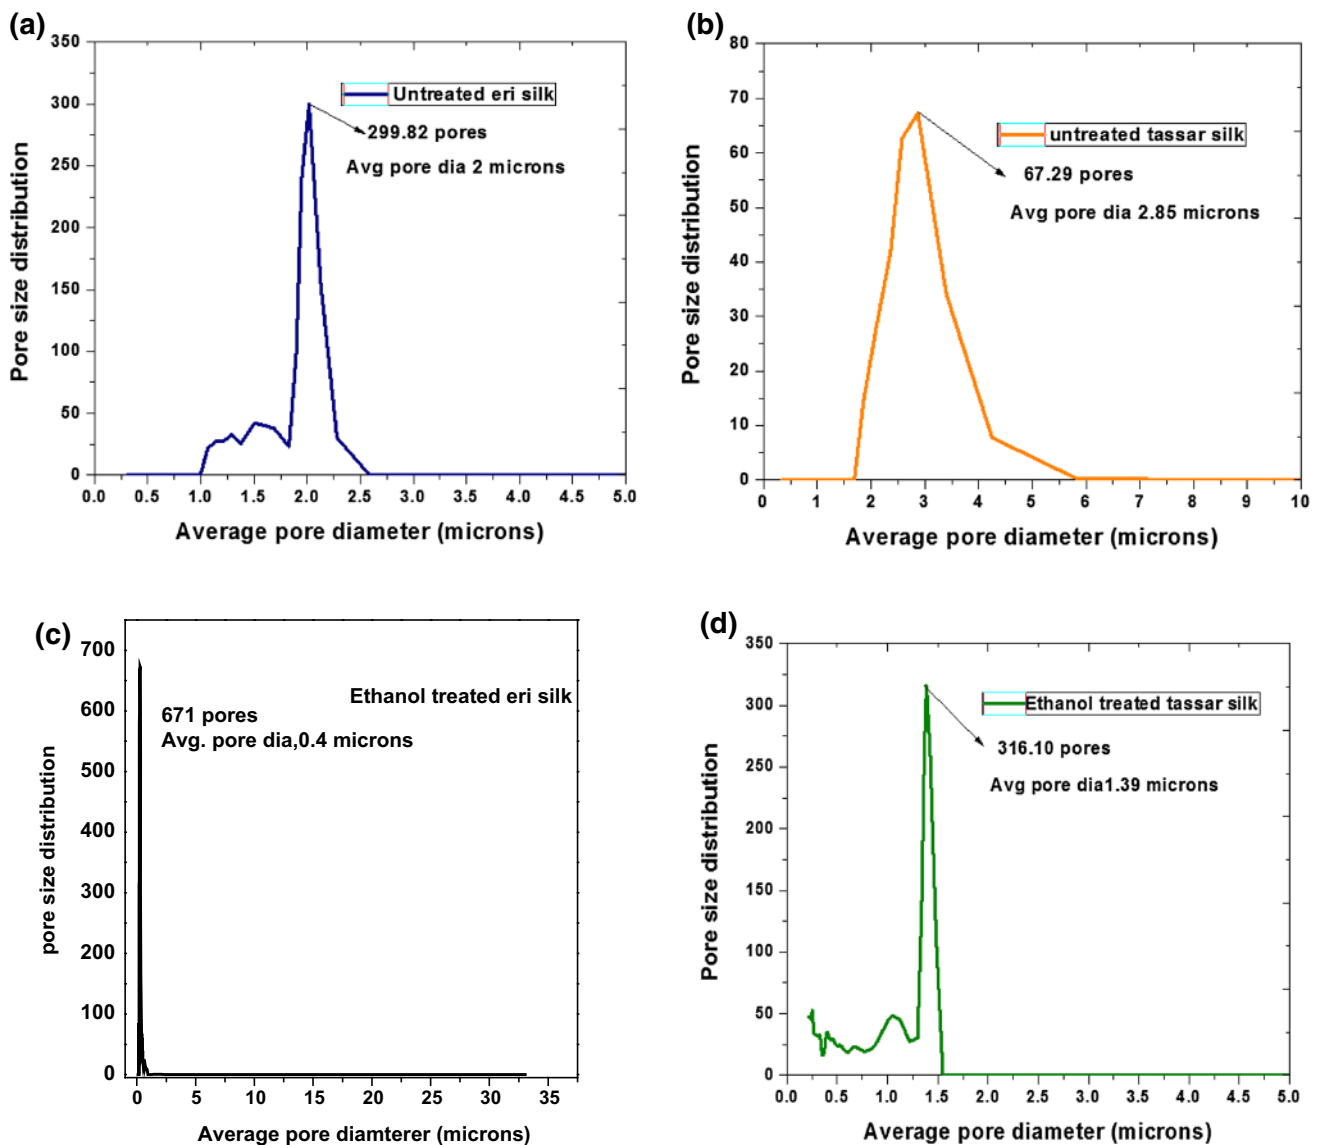 (a)
350
300
250
200
150
100
50
0
Pore size distribution
Untreated eri silk
299.82 pores
Avg pore dia 2 microns
0.0 0.5 1.0 1.5 2.0 2.5 3.0 3.5 4.0 4.5 5.0
Average pore diameter (microns)
(b)
80
70
60
50
40
30
20
10
0
Pore size distribution
untreated tassar silk
67.29 pores
Avg pore dia 2.85 microns
0 1 2 3 4 5 6 7 8 9 10
Average pore diameter (microns)
(c)
700
600
500
400
300
200
100
0
pore size distribution
Ethanol treated eri silk
671 pores
Avg. pore dia,0.4 microns
0 5 10 15 20 25 30 35
Average pore diamterer (microns)
(d)
350
300
250
200
150
100
50
0
Pore size distribution
Ethanol treated tassar silk
316.10 pores
Avg pore dia1.39 microns
0.0 0.5 1.0 1.5 2.0 2.5 3.0 3.5 4.0 4.5 5.0
Average pore diameter (microns)